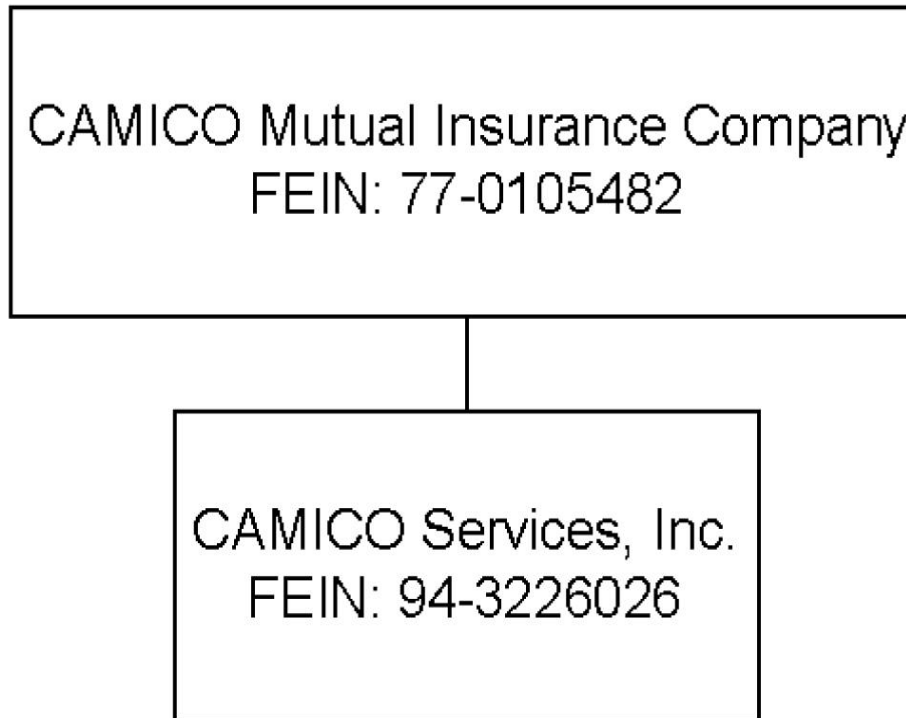 CAMICO Mutual Insurance Company
FEIN: 77-0105482
CAMICO Services, Inc.
FEIN: 94-3226026